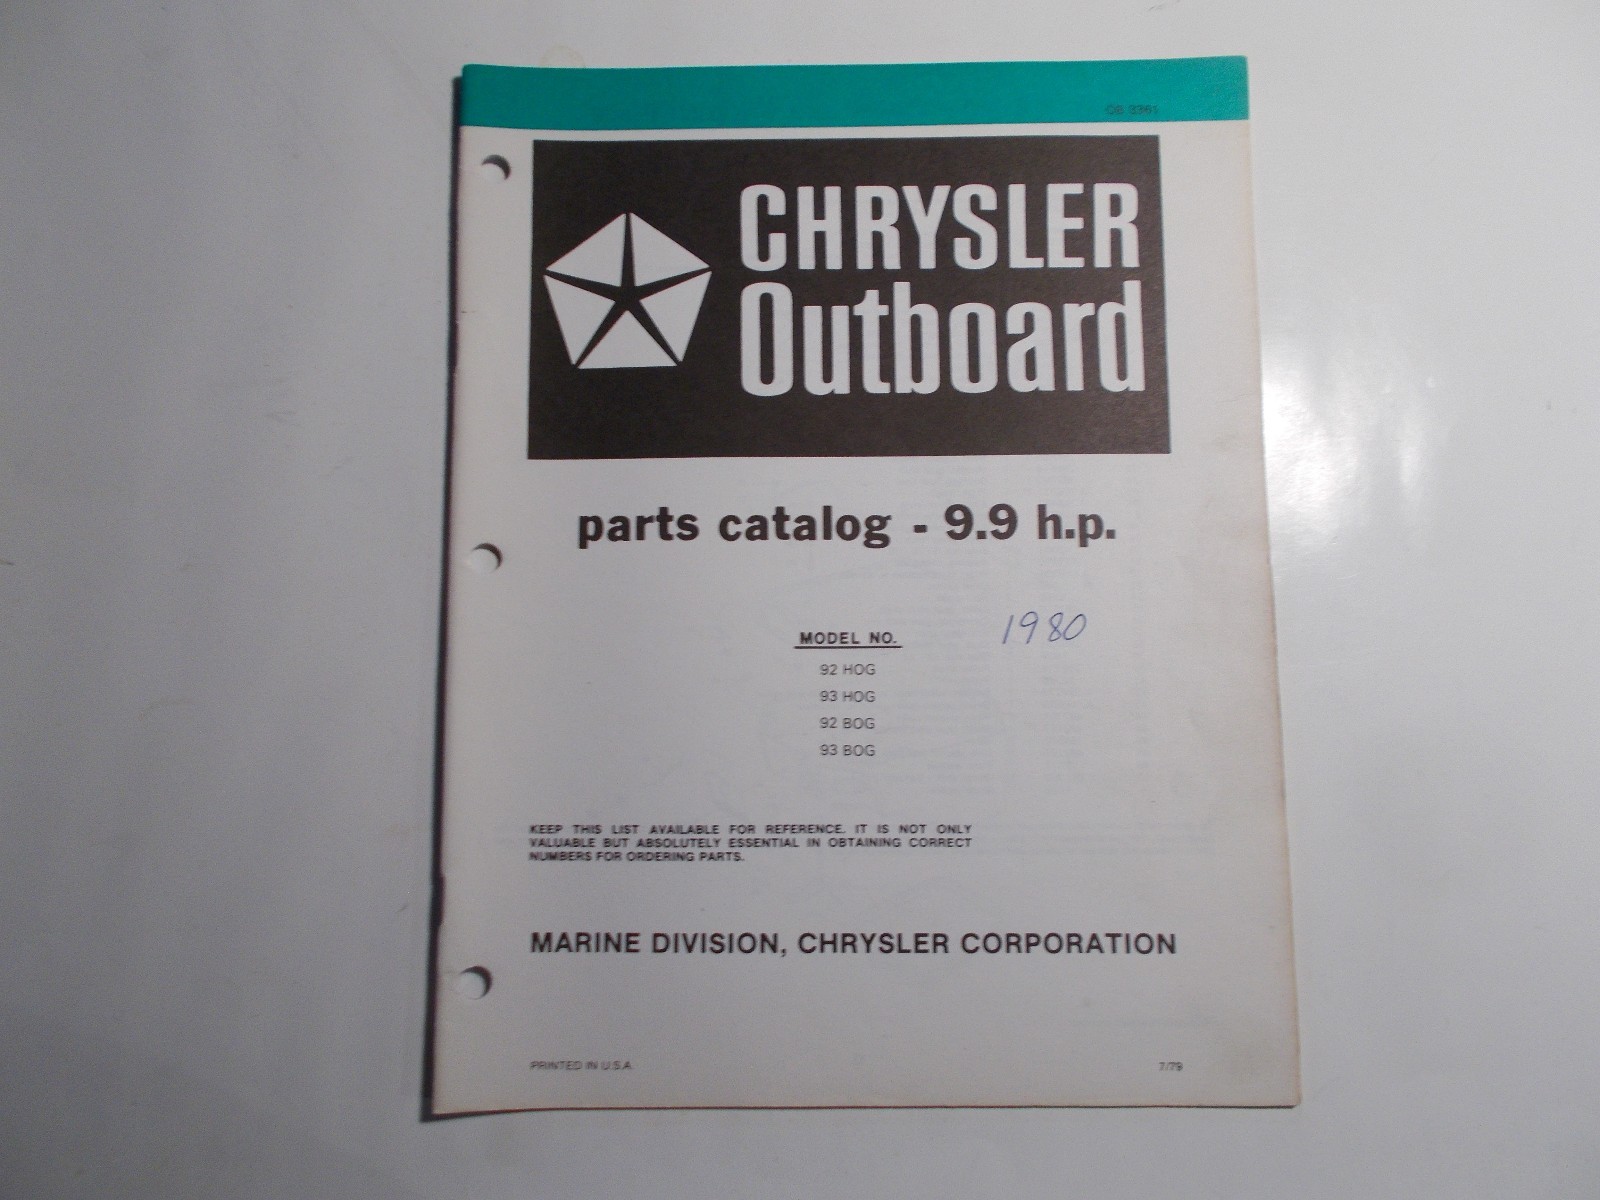 OB 3361
CHRYSLER
Outboard
parts catalog - 9.9 h.p.
1980
MODEL NO.
92 HOG
93 HOG
92 BOG
93 BOG
KEEP THIS LIST AVAILABLE FOR REFERENCE. IT IS NOT ONLY
VALUABLE BUT ABSOLUTELY ESSENTIAL IN OBTAINING CORRECT
NUMBERS FOR ORDERING PARTS.
MARINE DIVISION, CHRYSLER CORPORATION
PRINTED IN U.S.A.
7/79